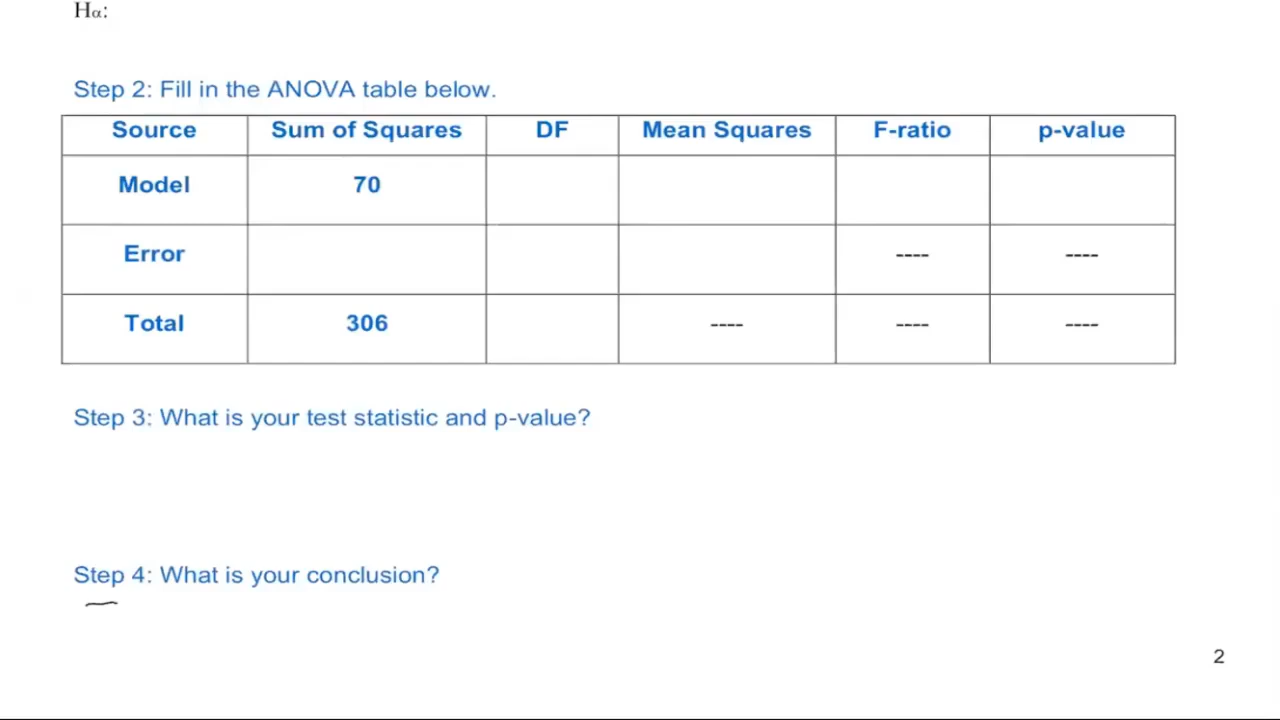 Hα:
Step 2: Fill in the ANOVA table below.
Source Sum of Squares DF Mean Squares F-ratio p-value
Model 70
Error ---- ----
Total 306 ---- ---- ----
Step 3: What is your test statistic and p-value?
Step 4: What is your conclusion?
2